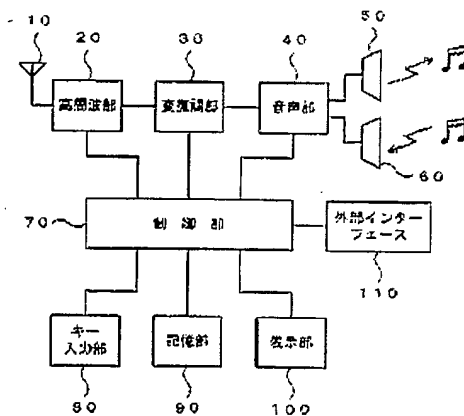 10
20
30
40
50
高周波部
変復調部
音声部
60
70
制御部
外部インター
フェース
110
キー
入力部
記憶部
表示部
80
90
100